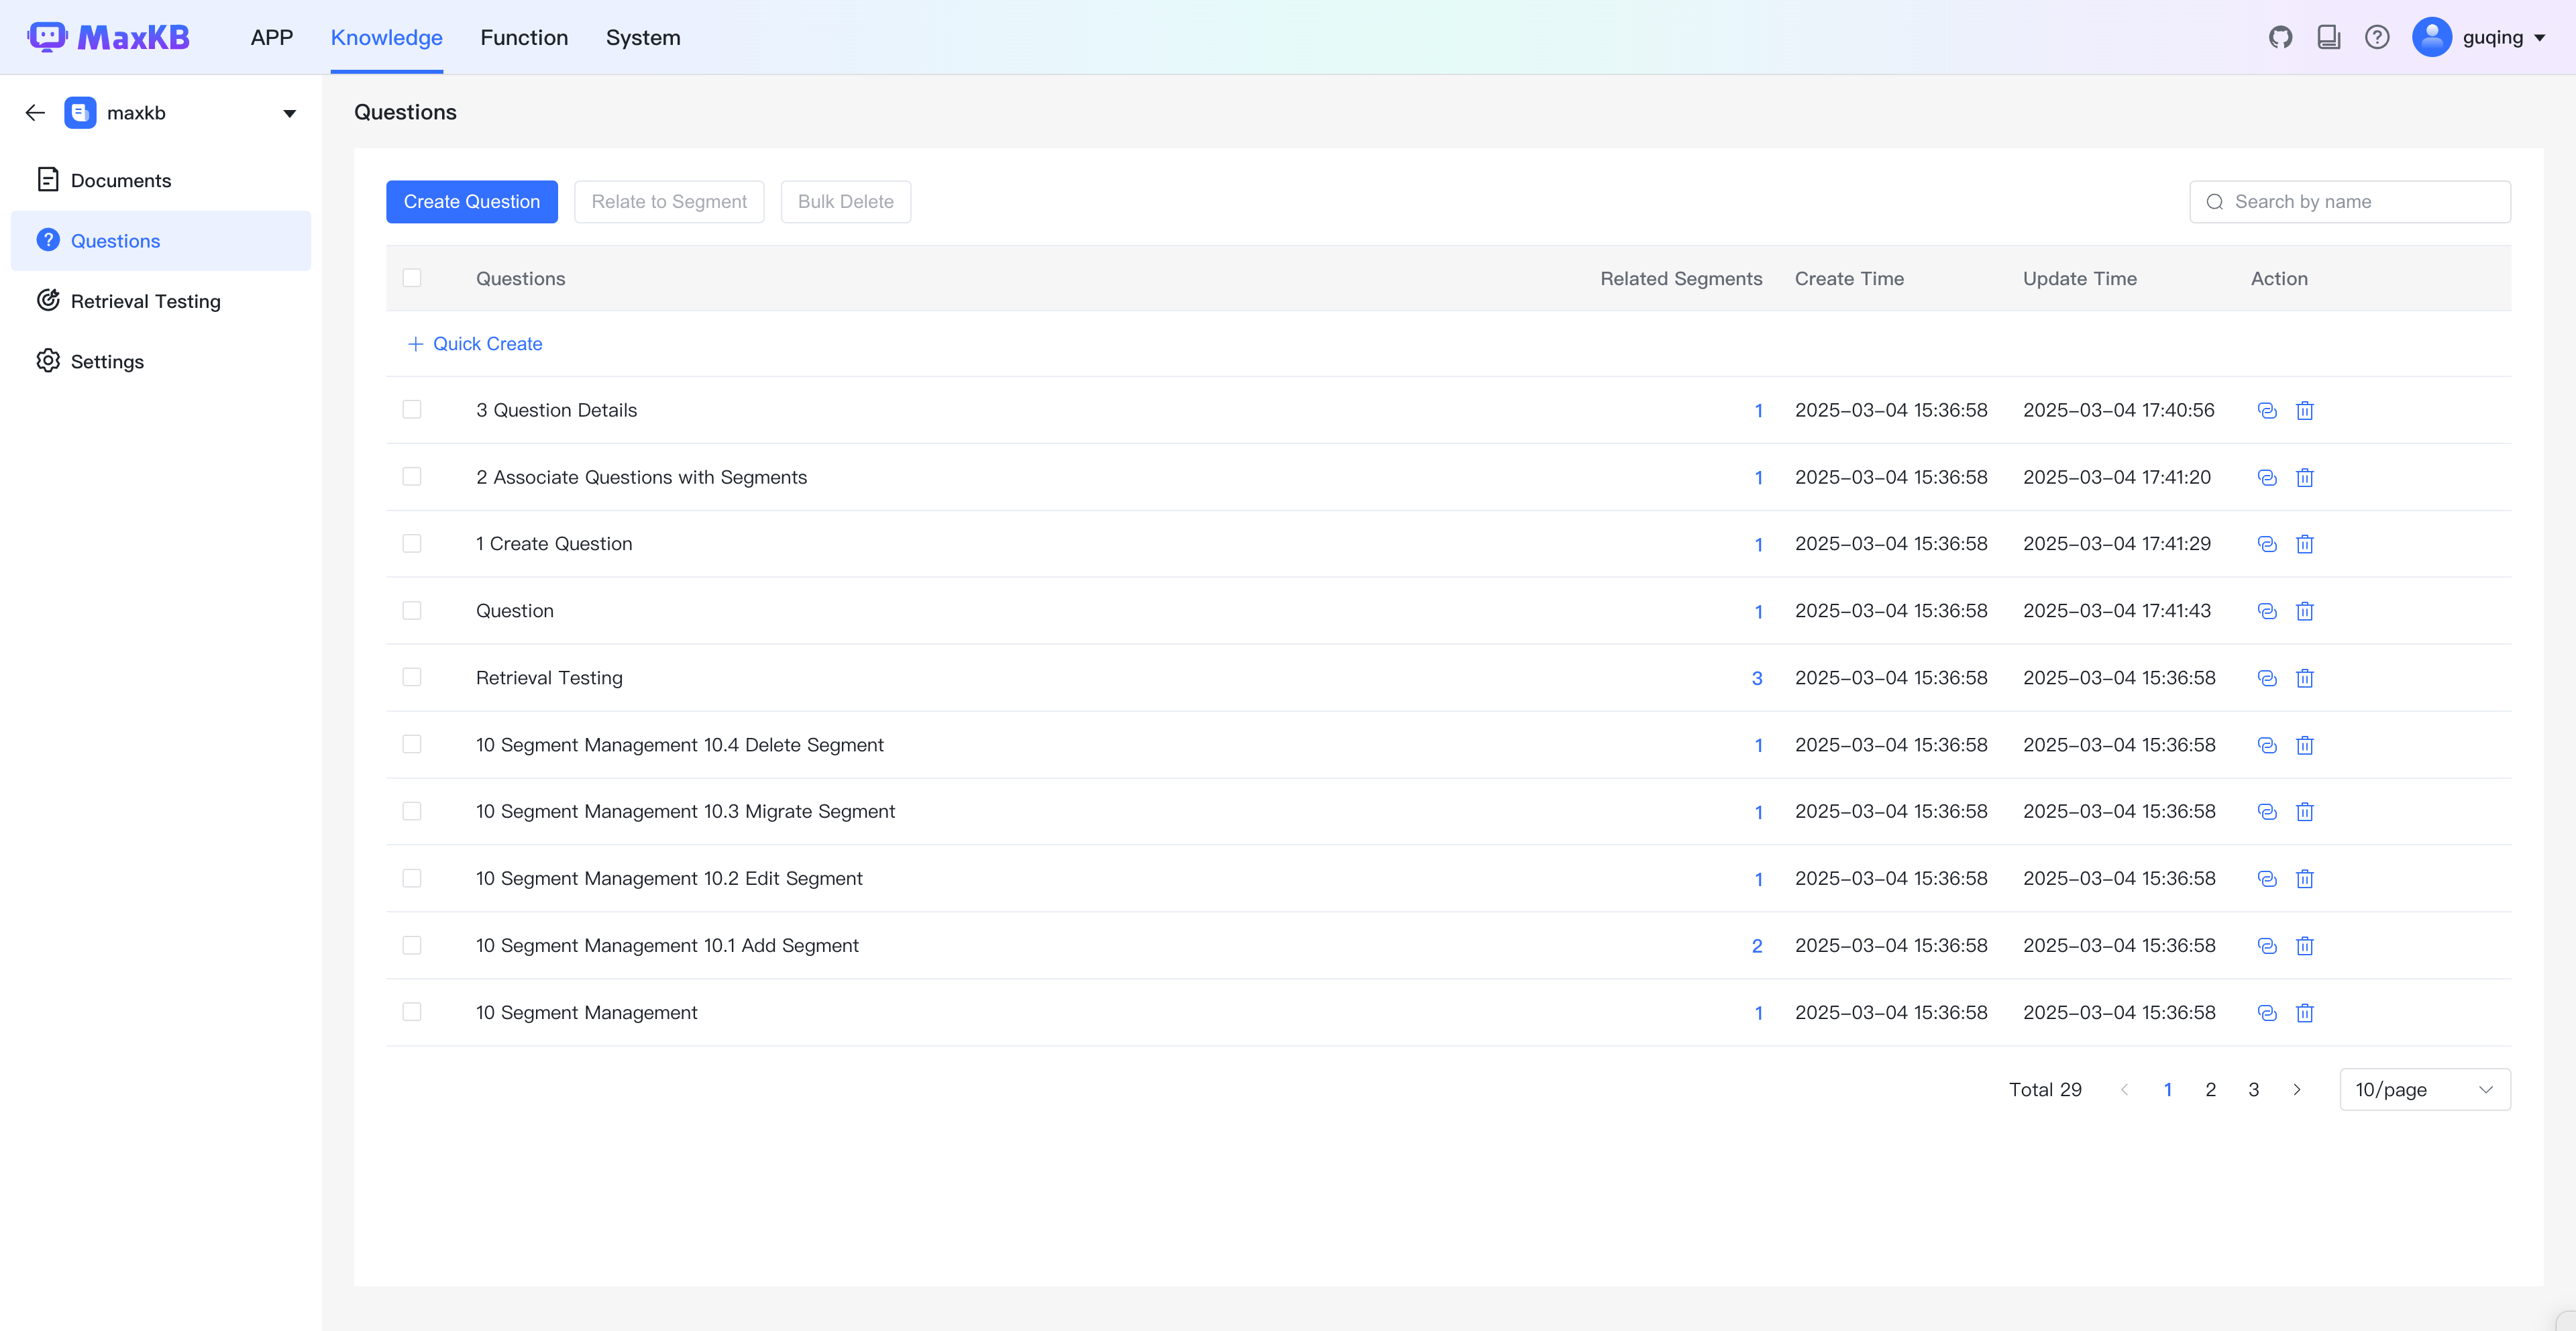 MaxKB APP Knowledge Function System guqing
maxkb
Documents
Questions
Retrieval Testing
Settings
Questions
Create Question Relate to Segment Bulk Delete Search by name
Questions Related Segments Create Time Update Time Action
Quick Create
3 Question Details 1 2025-03-04 15:36:58 2025-03-04 17:40:56
2 Associate Questions with Segments 1 2025-03-04 15:36:58 2025-03-04 17:41:20
1 Create Question 1 2025-03-04 15:36:58 2025-03-04 17:41:29
Question 1 2025-03-04 15:36:58 2025-03-04 17:41:43
Retrieval Testing 3 2025-03-04 15:36:58 2025-03-04 15:36:58
10 Segment Management 10.4 Delete Segment 1 2025-03-04 15:36:58 2025-03-04 15:36:58
10 Segment Management 10.3 Migrate Segment 1 2025-03-04 15:36:58 2025-03-04 15:36:58
10 Segment Management 10.2 Edit Segment 1 2025-03-04 15:36:58 2025-03-04 15:36:58
10 Segment Management 10.1 Add Segment 2 2025-03-04 15:36:58 2025-03-04 15:36:58
10 Segment Management 1 2025-03-04 15:36:58 2025-03-04 15:36:58
Total 29 1 2 3 10/page